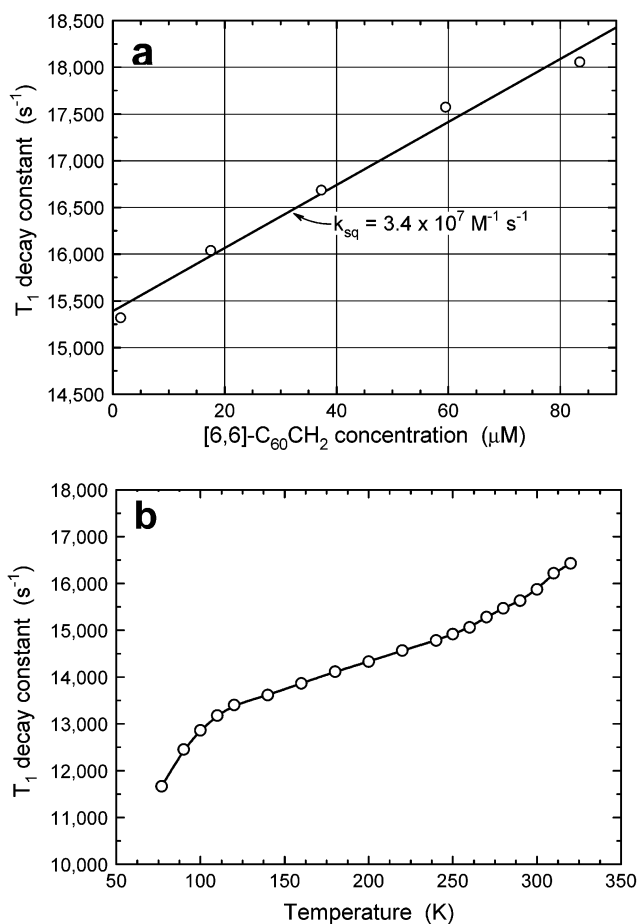 a
18,500
18,000
17,500
17,000
16,500
16,000
15,500
15,000
14,500
T₁ decay constant (s⁻¹)
k_sq = 3.4 x 10⁷ M⁻¹ s⁻¹
0 20 40 60 80
[6,6]-C₆₀CH₂ concentration (μM)
b
18,000
17,000
16,000
15,000
14,000
13,000
12,000
11,000
10,000
T₁ decay constant (s⁻¹)
50 100 150 200 250 300 350
Temperature (K)